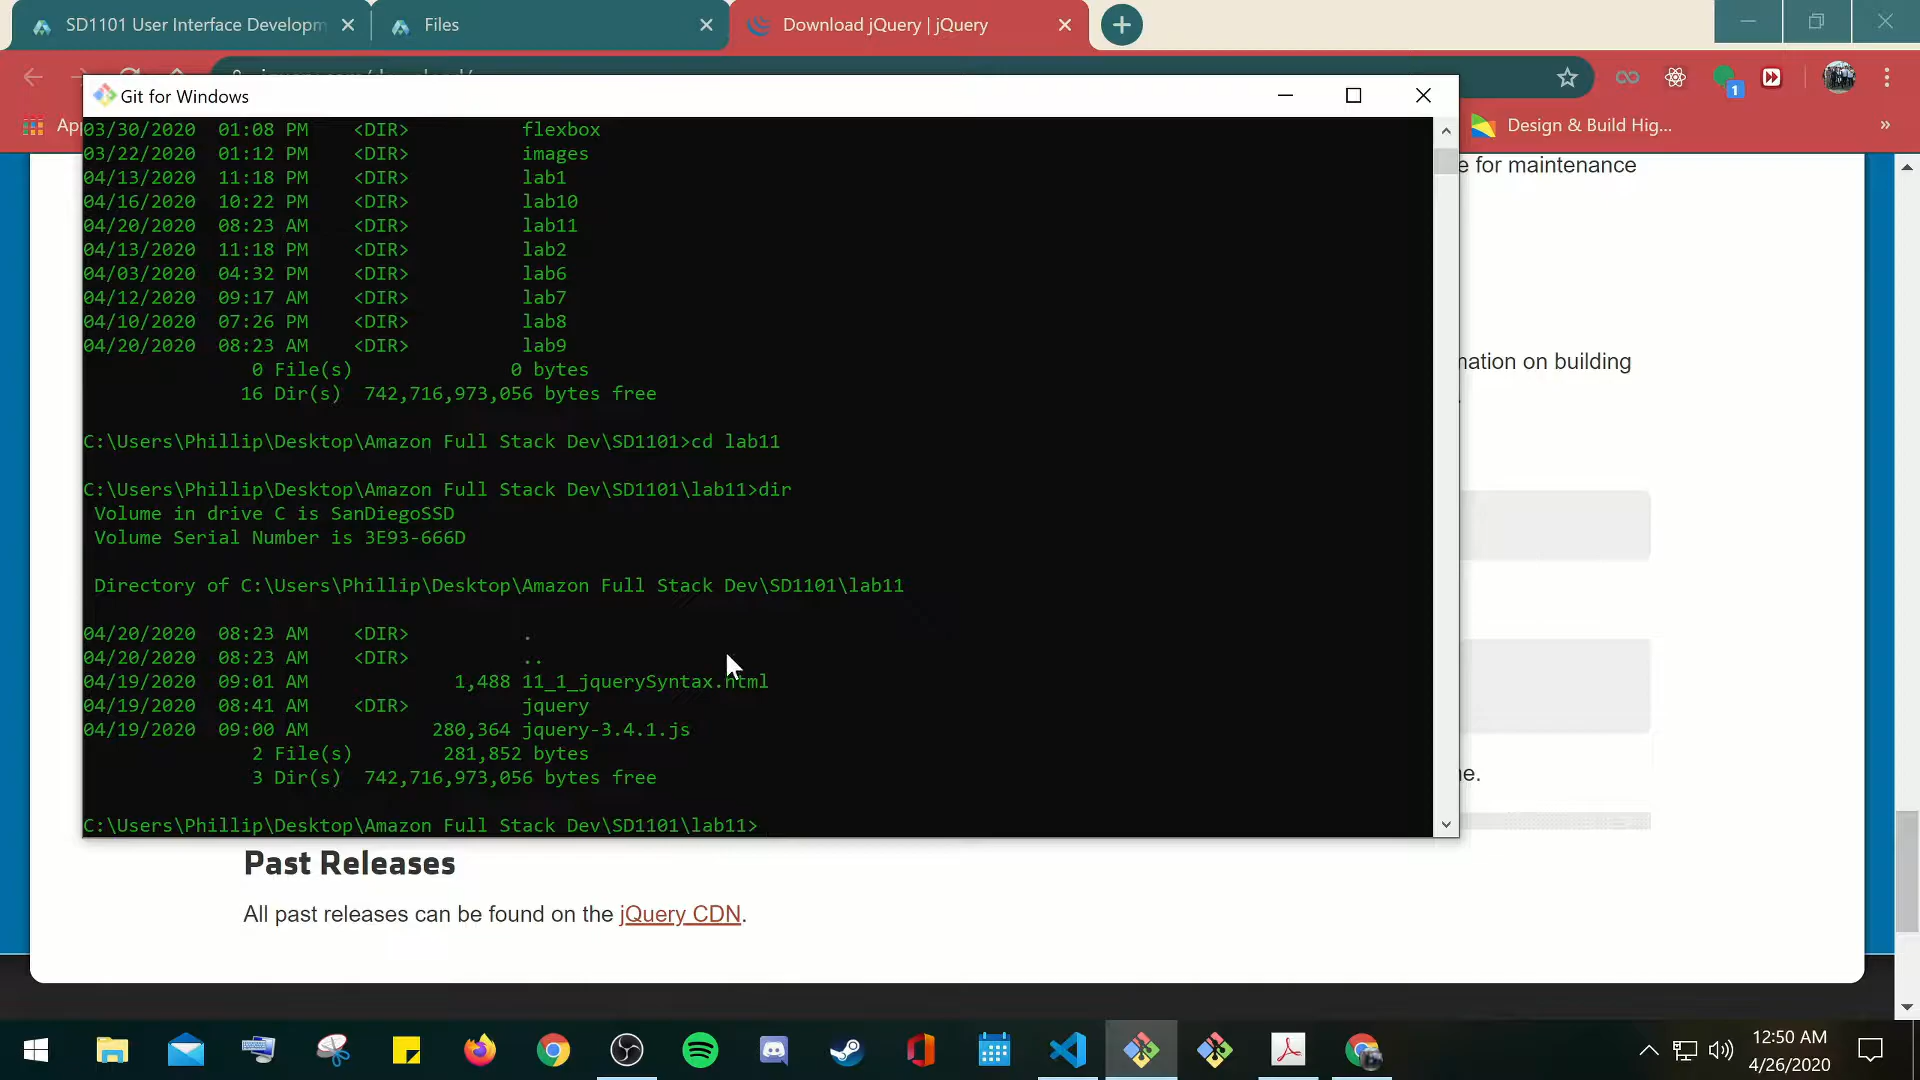 SD1101 User Interface Developm
Files
Download jQuery | jQuery
Git for Windows
Design & Build Hig...
»
03/30/2020  01:08 PM    <DIR>          flexbox
03/22/2020  01:12 PM    <DIR>          images
04/13/2020  11:18 PM    <DIR>          lab1
04/16/2020  10:22 PM    <DIR>          lab10
04/20/2020  08:23 AM    <DIR>          lab11
04/13/2020  11:18 PM    <DIR>          lab2
04/03/2020  04:32 PM    <DIR>          lab6
04/12/2020  09:17 AM    <DIR>          lab7
04/10/2020  07:26 PM    <DIR>          lab8
04/20/2020  08:23 AM    <DIR>          lab9
0 File(s)              0 bytes
16 Dir(s)  742,716,973,056 bytes free
C:\Users\Phillip\Desktop\Amazon Full Stack Dev\SD1101>cd lab11
C:\Users\Phillip\Desktop\Amazon Full Stack Dev\SD1101\lab11>dir
Volume in drive C is SanDiegoSSD
Volume Serial Number is 3E93-666D
Directory of C:\Users\Phillip\Desktop\Amazon Full Stack Dev\SD1101\lab11
04/20/2020  08:23 AM    <DIR>          .
04/20/2020  08:23 AM    <DIR>          ..
04/19/2020  09:01 AM             1,488 11_1_jquerySyntax.html
04/19/2020  08:41 AM    <DIR>          jquery
04/19/2020  09:00 AM           280,364 jquery-3.4.1.js
2 File(s)        281,852 bytes
3 Dir(s)  742,716,973,056 bytes free
C:\Users\Phillip\Desktop\Amazon Full Stack Dev\SD1101\lab11>
e for maintenance
mation on building
ne.
Past Releases
All past releases can be found on the jQuery CDN.
1
12:50 AM
4/26/2020